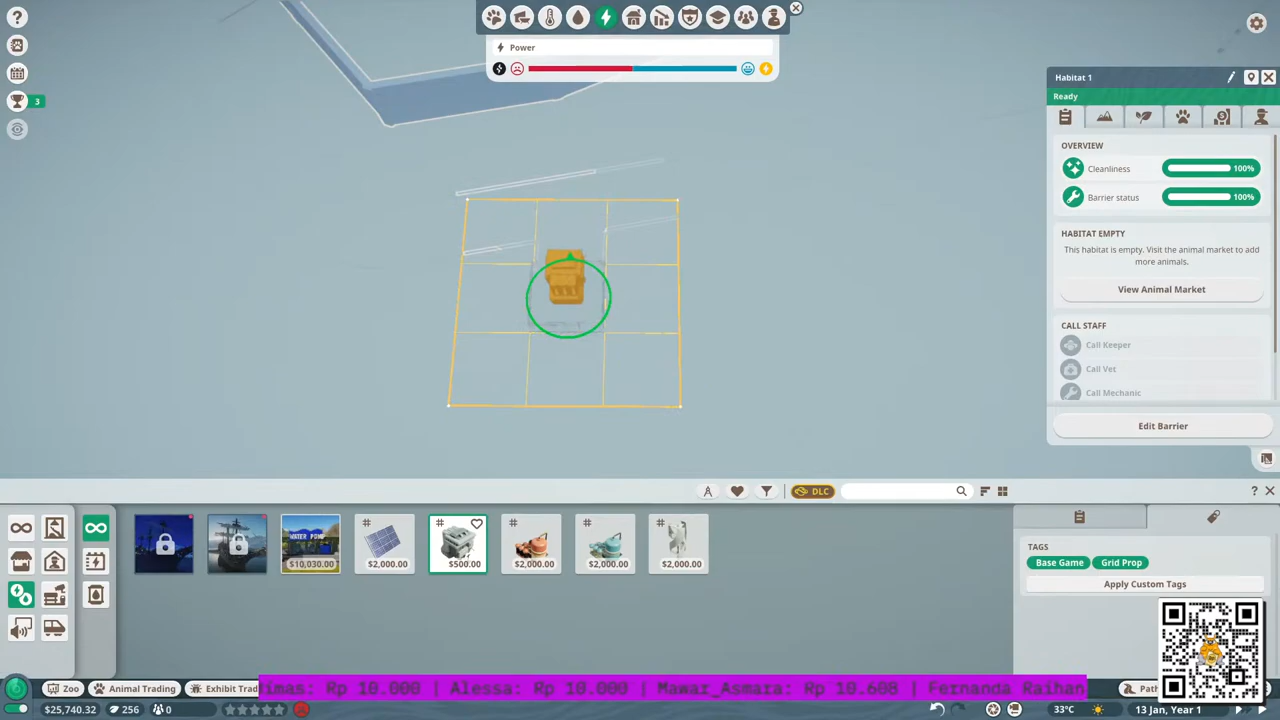 Power
3
Habitat 1
Ready
OVERVIEW
Cleanliness
100%
Barrier status
100%
HABITAT EMPTY
This habitat is empty. Visit the animal market to add
more animals.
View Animal Market
CALL STAFF
Call Keeper
Call Vet
Call Mechanic
Edit Barrier
DLC
?
WATER POWE
$10,030.00
$2,000.00
$500.00
$2,000.00
$2,000.00
$2,000.00
TAGS
Base Game
Grid Prop
Apply Custom Tags
Zoo
Animal Trading
Exhibit Trad
imas: Rp 10.000 | Alessa: Rp 10.000 | Mawar_Asmara: Rp 10.608 | Fernanda Raihan
Path
$25,740.32
256
0
33°C
13 Jan, Year 1